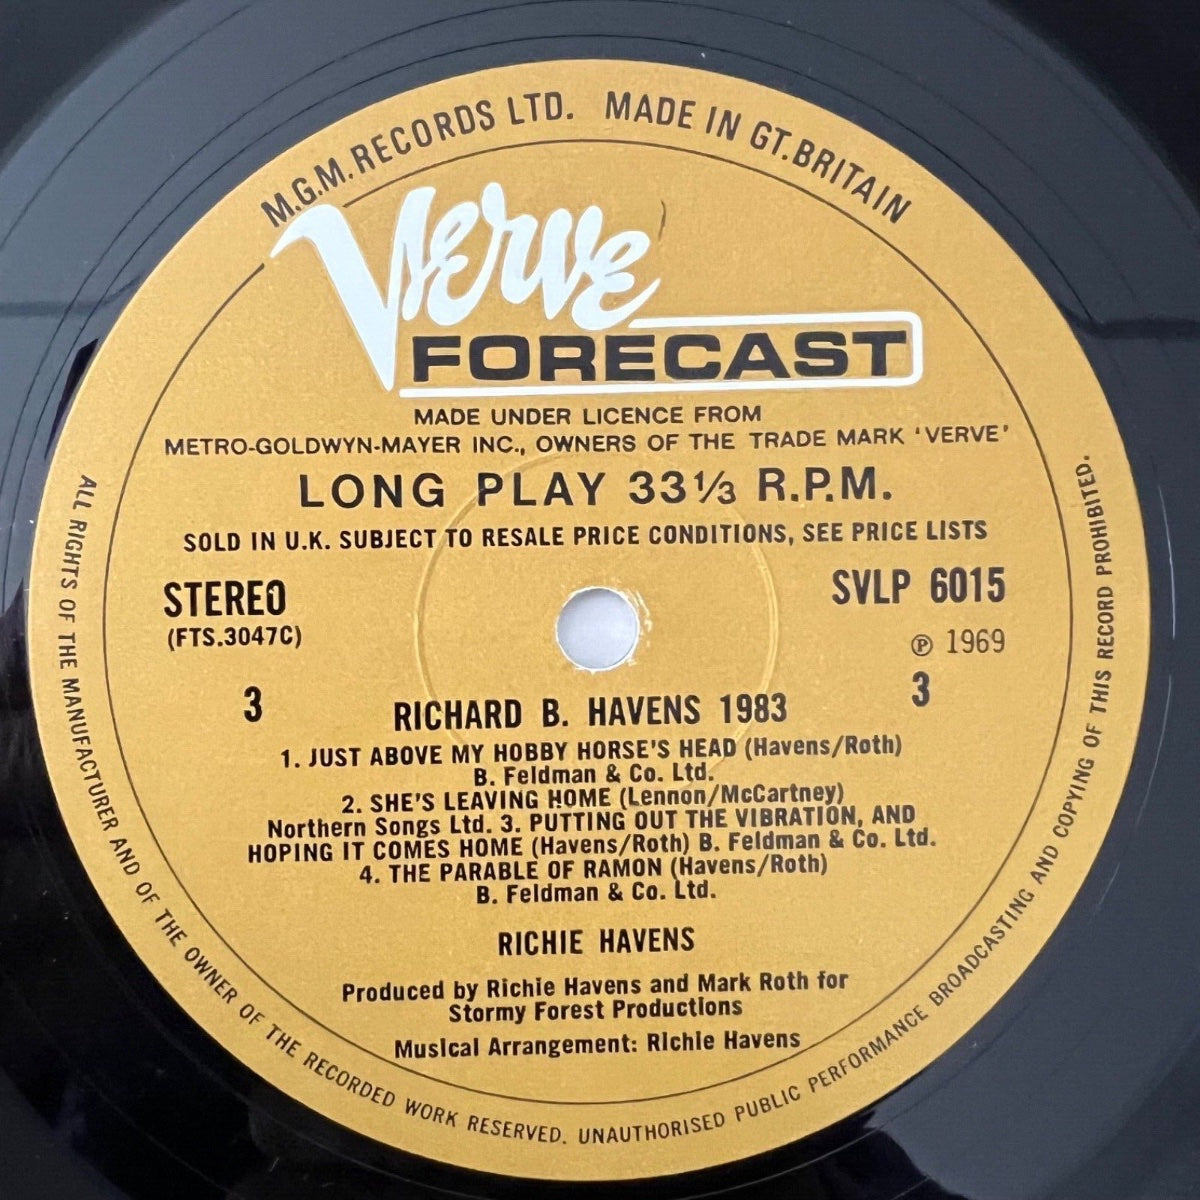 M.G.M. RECORDS LTD. MADE IN GT. BRITAIN
Verve
FORECAST
MADE UNDER LICENCE FROM
METRO-GOLDWYN-MAYER INC., OWNERS OF THE TRADE MARK 'VERVE'
LONG PLAY 33⅓ R.P.M.
SOLD IN U.K. SUBJECT TO RESALE PRICE CONDITIONS, SEE PRICE LISTS
STEREO SVLP 6015
(FTS.3047C) ℗ 1969
3 3
RICHARD B. HAVENS 1983
1. JUST ABOVE MY HOBBY HORSE'S HEAD (Havens/Roth)
B. Feldman & Co. Ltd.
2. SHE'S LEAVING HOME (Lennon/McCartney)
Northern Songs Ltd. 3. PUTTING OUT THE VIBRATION, AND
HOPING IT COMES HOME (Havens/Roth) B. Feldman & Co. Ltd.
4. THE PARABLE OF RAMON (Havens/Roth)
B. Feldman & Co. Ltd.
RICHIE HAVENS
Produced by Richie Havens and Mark Roth for
Stormy Forest Productions
Musical Arrangement: Richie Havens
ALL RIGHTS OF THE MANUFACTURER AND OF THE OWNER OF THE RECORDED WORK RESERVED. UNAUTHORISED PUBLIC PERFORMANCE BROADCASTING AND COPYING OF THIS RECORD PROHIBITED.